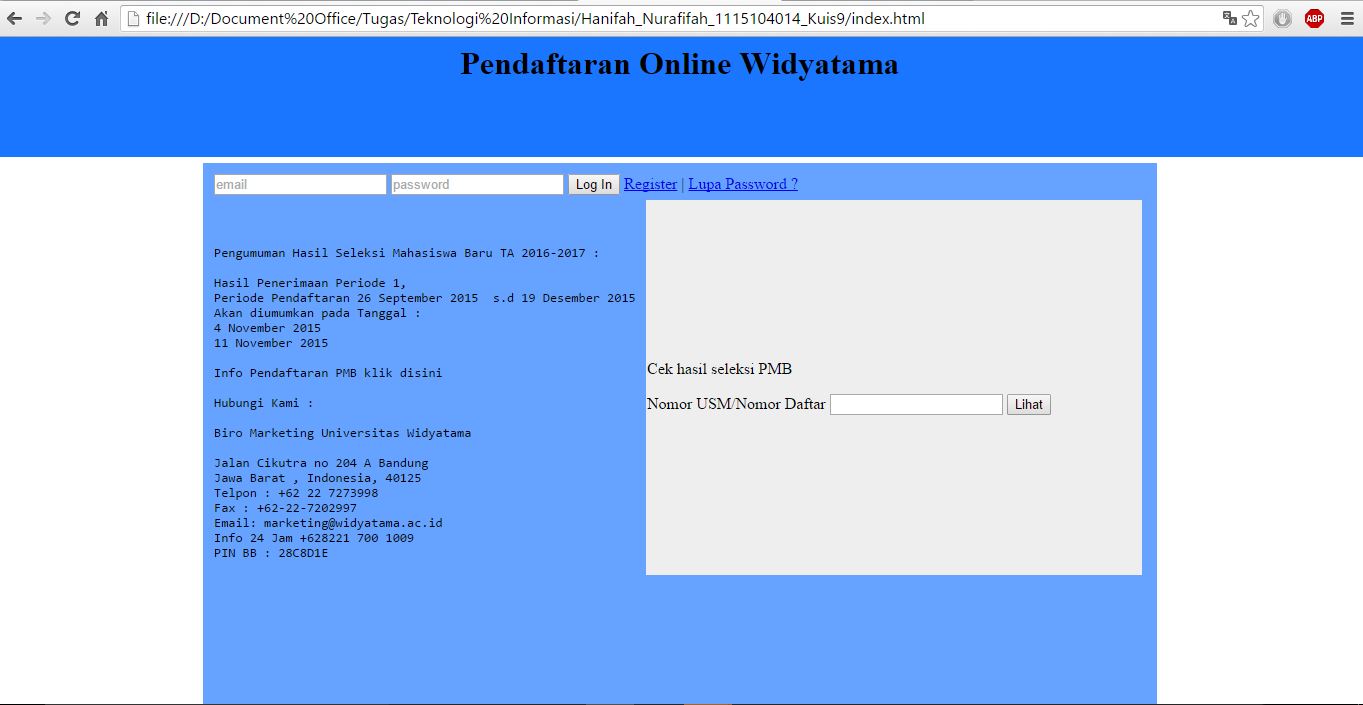 file:///D:/Document%20Office/Tugas/Teknologi%20Informasi/Hanifah_Nurafifah_1115104014_Kuis9/index.html
ABP
Pendaftaran Online Widyatama
email password Log In Register | Lupa Password ?
Pengumuman Hasil Seleksi Mahasiswa Baru TA 2016-2017 :
Hasil Penerimaan Periode 1,
Periode Pendaftaran 26 September 2015  s.d 19 Desember 2015
Akan diumumkan pada Tanggal :
4 November 2015
11 November 2015
Info Pendaftaran PMB klik disini
Hubungi Kami :
Biro Marketing Universitas Widyatama
Jalan Cikutra no 204 A Bandung
Jawa Barat , Indonesia, 40125
Telpon : +62 22 7273998
Fax : +62-22-7202997
Email: marketing@widyatama.ac.id
Info 24 Jam +628221 700 1009
PIN BB : 28C8D1E
Cek hasil seleksi PMB
Nomor USM/Nomor Daftar Lihat